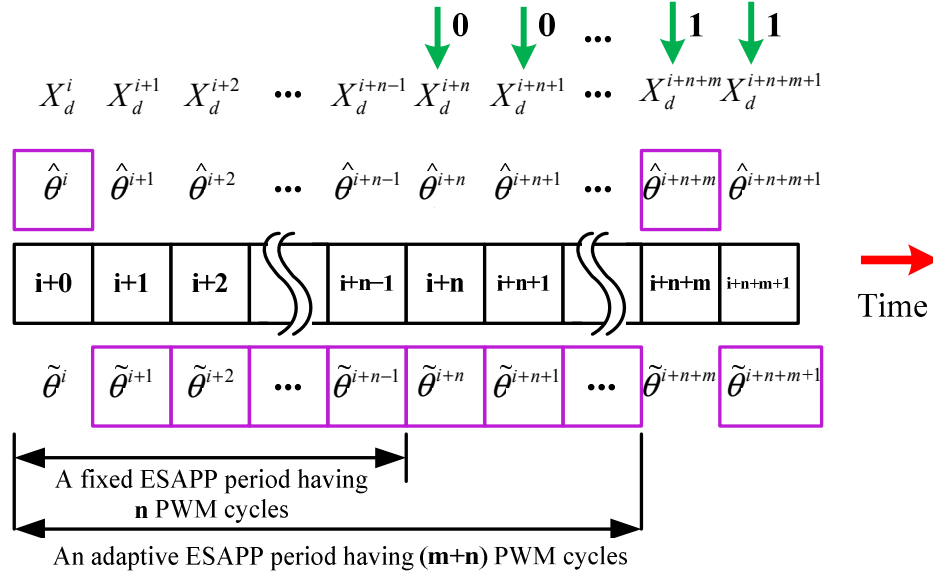 0 0 ... 1 1
X_d^i X_d^{i+1} X_d^{i+2} ... X_d^{i+n-1} X_d^{i+n} X_d^{i+n+1} ... X_d^{i+n+m} X_d^{i+n+m+1}
θ̂^i θ̂^{i+1} θ̂^{i+2} ... θ̂^{i+n-1} θ̂^{i+n} θ̂^{i+n+1} ... θ̂^{i+n+m} θ̂^{i+n+m+1}
i+0 i+1 i+2 i+n−1 i+n i+n+1 i+n+m i+n+m+1
Time
θ̃^i θ̃^{i+1} θ̃^{i+2} ... θ̃^{i+n-1} θ̃^{i+n} θ̃^{i+n+1} ... θ̃^{i+n+m} θ̃^{i+n+m+1}
A fixed ESAPP period having
n PWM cycles
An adaptive ESAPP period having (m+n) PWM cycles